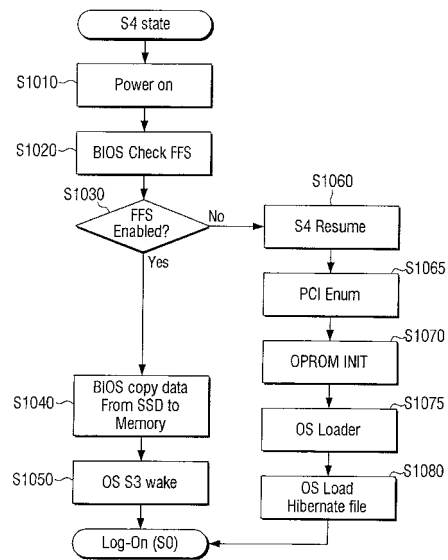 S4 state
S1010
Power on
S1020
BIOS Check FFS
S1030
FFS
Enabled?
No
Yes
S1060
S4 Resume
S1065
PCI Enum
S1070
OPROM INIT
S1075
OS Loader
S1080
OS Load
Hibernate file
S1040
BIOS copy data
From SSD to
Memory
S1050
OS S3 wake
Log-On (S0)